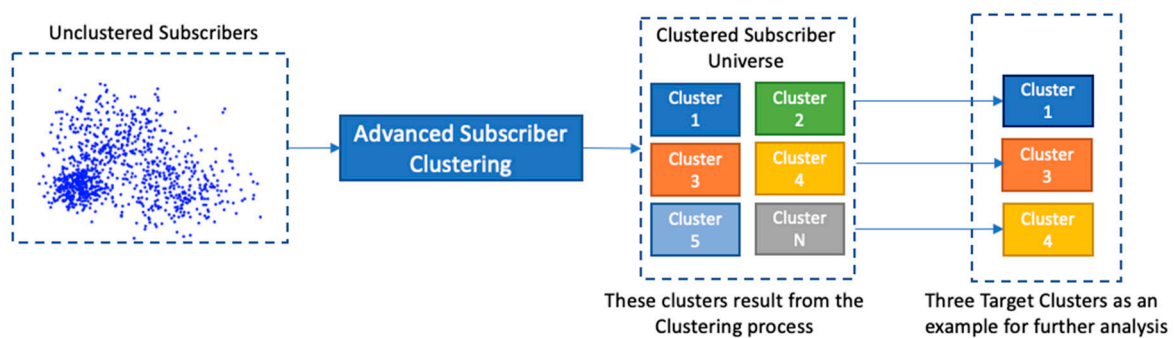 Unclustered Subscribers
Advanced Subscriber
Clustering
Clustered Subscriber
Universe
Cluster
1
Cluster
2
Cluster
3
Cluster
4
Cluster
5
Cluster
N
These clusters result from the
Clustering process
Cluster
1
Cluster
3
Cluster
4
Three Target Clusters as an
example for further analysis